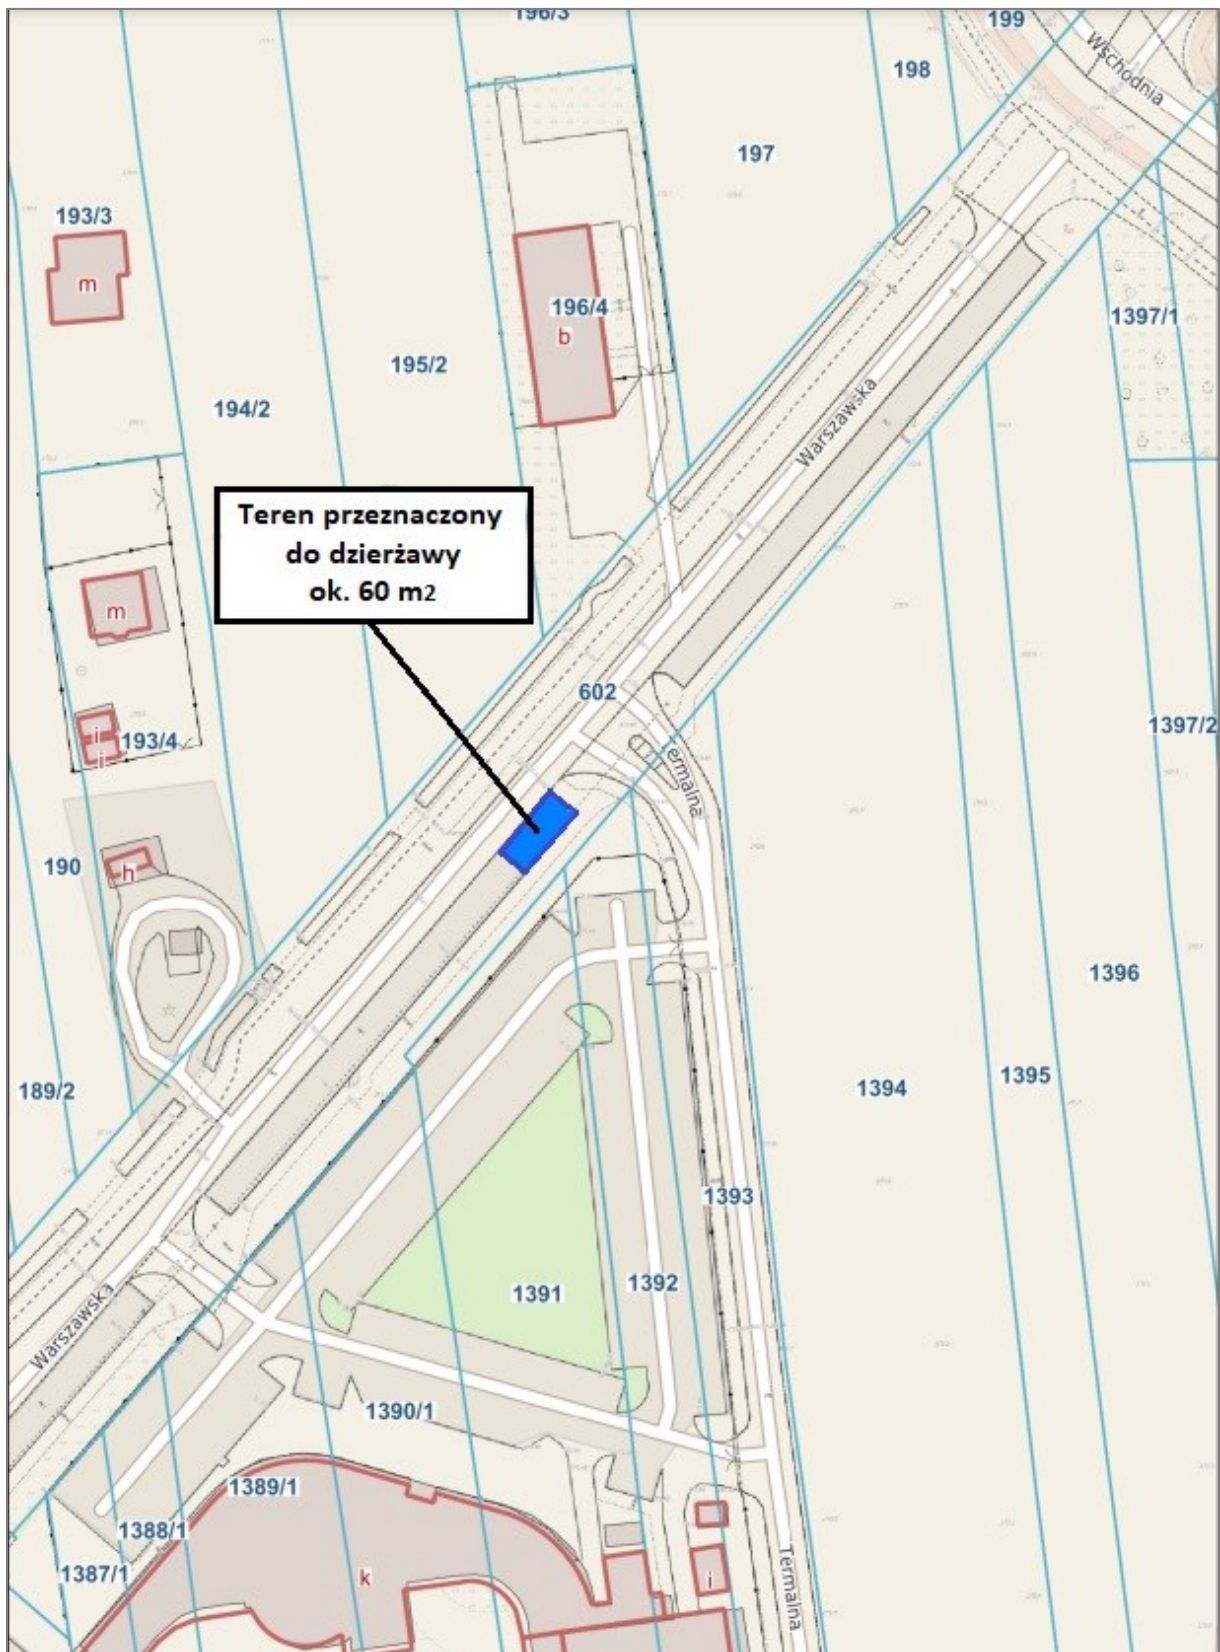 196/3
199
Wschodnia
198
197
193/3
m
196/4
b
1397/1
195/2
194/2
Warszawska
Teren przeznaczony
do dzierżawy
ok. 60 m2
m
602
1397/2
i
193/4
i
Termalna
190
h
1396
189/2
1394
1395
1393
1391
1392
Warszawska
1390/1
1389/1
1388/1
1387/1
k
i
Termalna